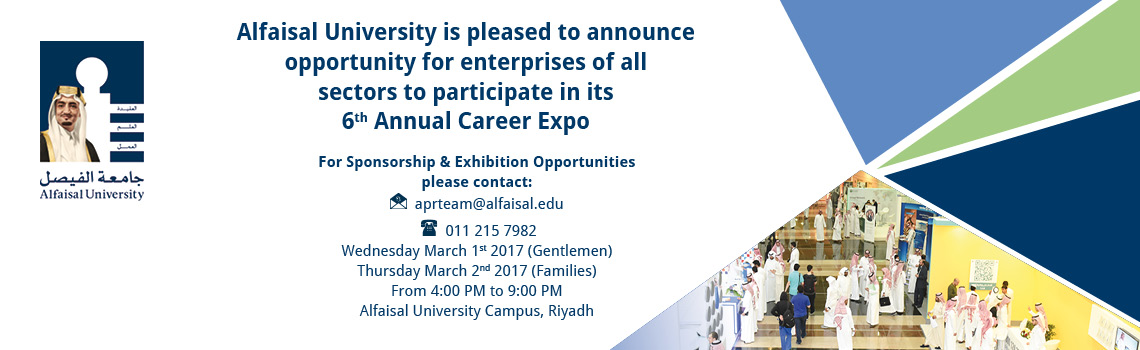 Alfaisal University is pleased to announce
opportunity for enterprises of all
sectors to participate in its
6th Annual Career Expo
العقيدة
العلم
العمل
جامعة الفيصل
Alfaisal University
For Sponsorship & Exhibition Opportunities
please contact:
aprteam@alfaisal.edu
011 215 7982
Wednesday March 1st 2017 (Gentlemen)
Thursday March 2nd 2017 (Families)
From 4:00 PM to 9:00 PM
Alfaisal University Campus, Riyadh